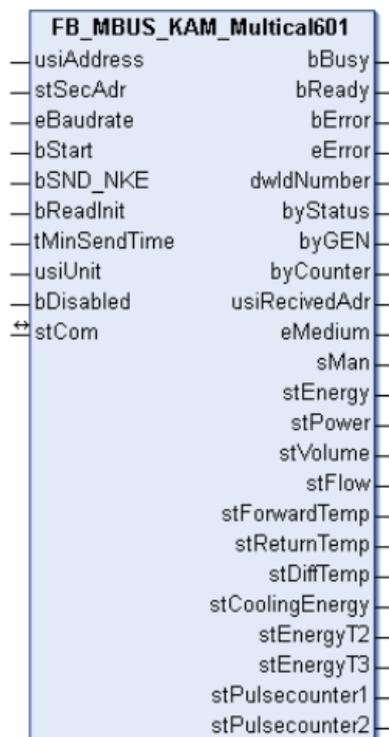 FB_MBUS_KAM_Multical601
usiAddress bBusy
stSecAdr bReady
eBaudrate bError
bStart eError
bSND_NKE dwIdNumber
bReadInit byStatus
tMinSendTime byGEN
usiUnit byCounter
bDisabled usiRecivedAdr
stCom eMedium
sMan
stEnergy
stPower
stVolume
stFlow
stForwardTemp
stReturnTemp
stDiffTemp
stCoolingEnergy
stEnergyT2
stEnergyT3
stPulsecounter1
stPulsecounter2